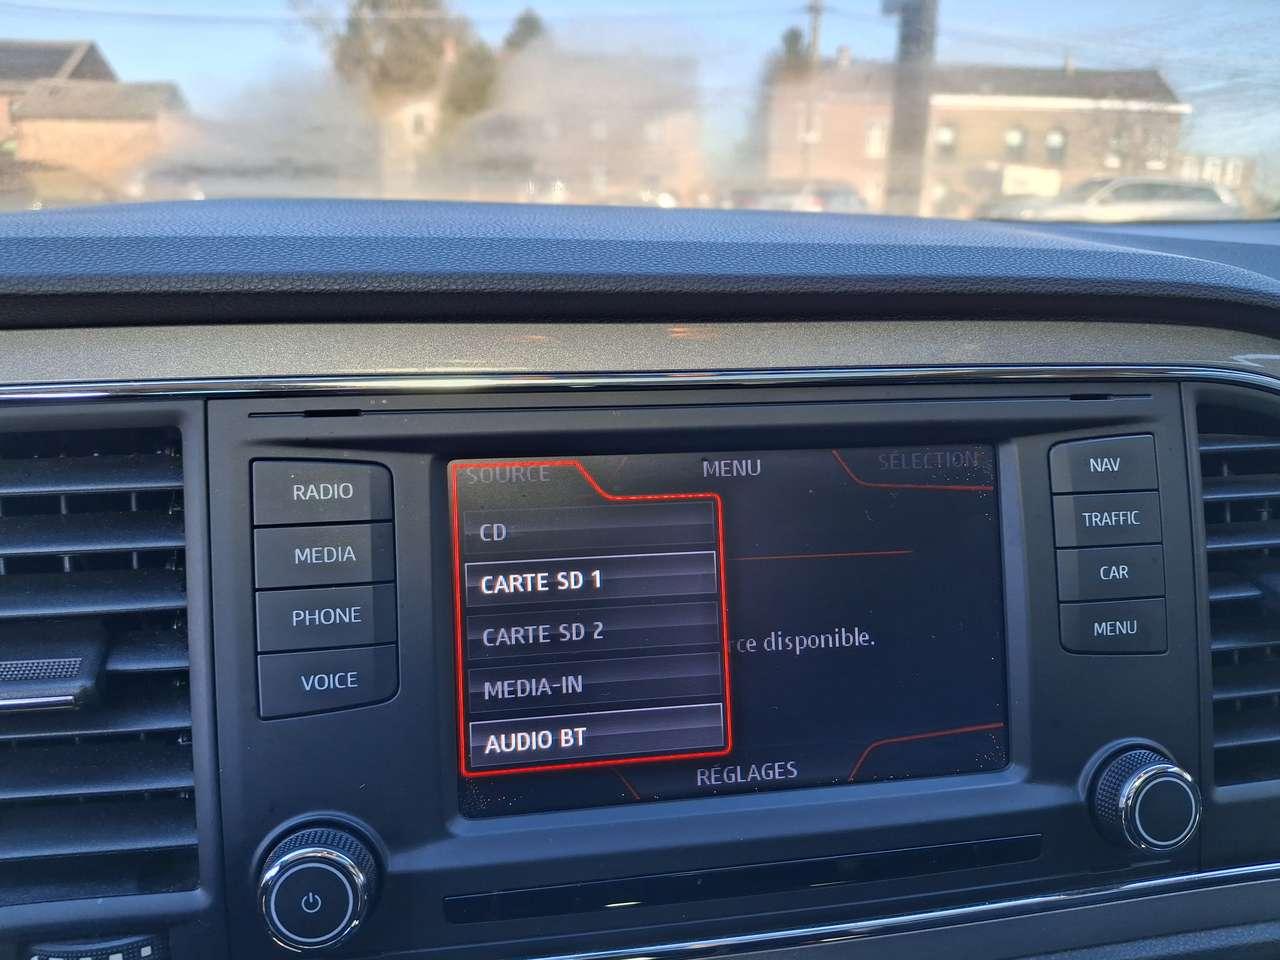 RADIO
MEDIA
PHONE
VOICE
SOURCE
MENU
SÉLECTION
CD
CARTE SD 1
CARTE SD 2
MEDIA-IN
AUDIO BT
disponible.
RÉGLAGES
NAV
TRAFFIC
CAR
MENU